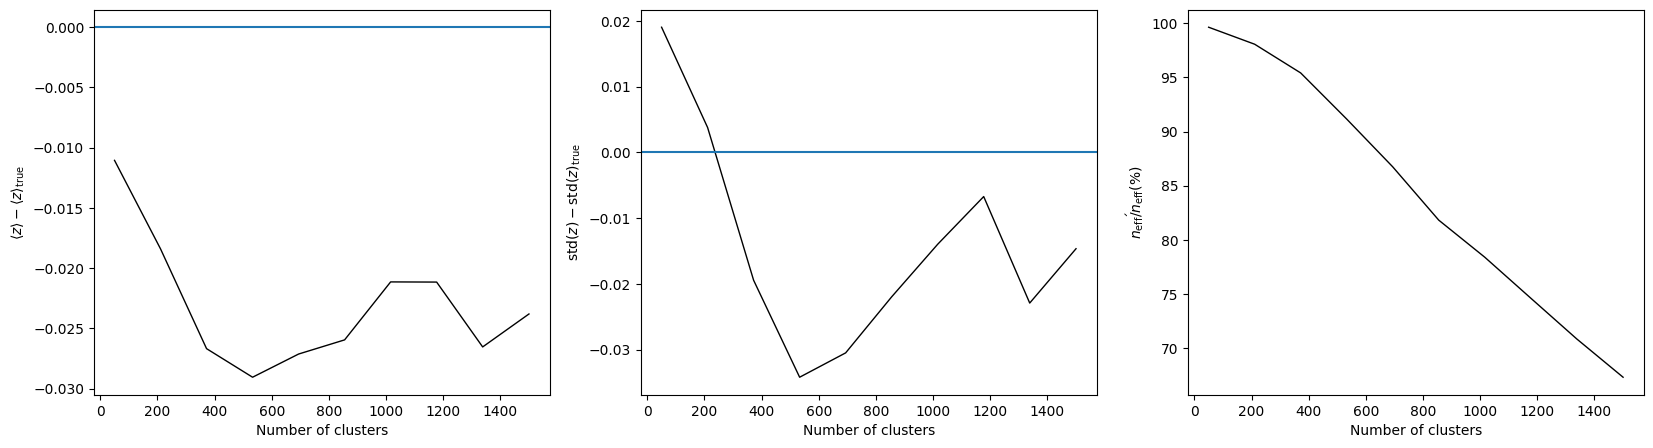 0.000
−0.005
−0.010
−0.015
−0.020
−0.025
−0.030
⟨z⟩ − ⟨z⟩true
0 200 400 600 800 1000 1200 1400
Number of clusters
0.02
0.01
0.00
−0.01
−0.02
−0.03
std(z) − std(z)true
0 200 400 600 800 1000 1200 1400
Number of clusters
100
95
90
85
80
75
70
neff′/neff(%)
0 200 400 600 800 1000 1200 1400
Number of clusters